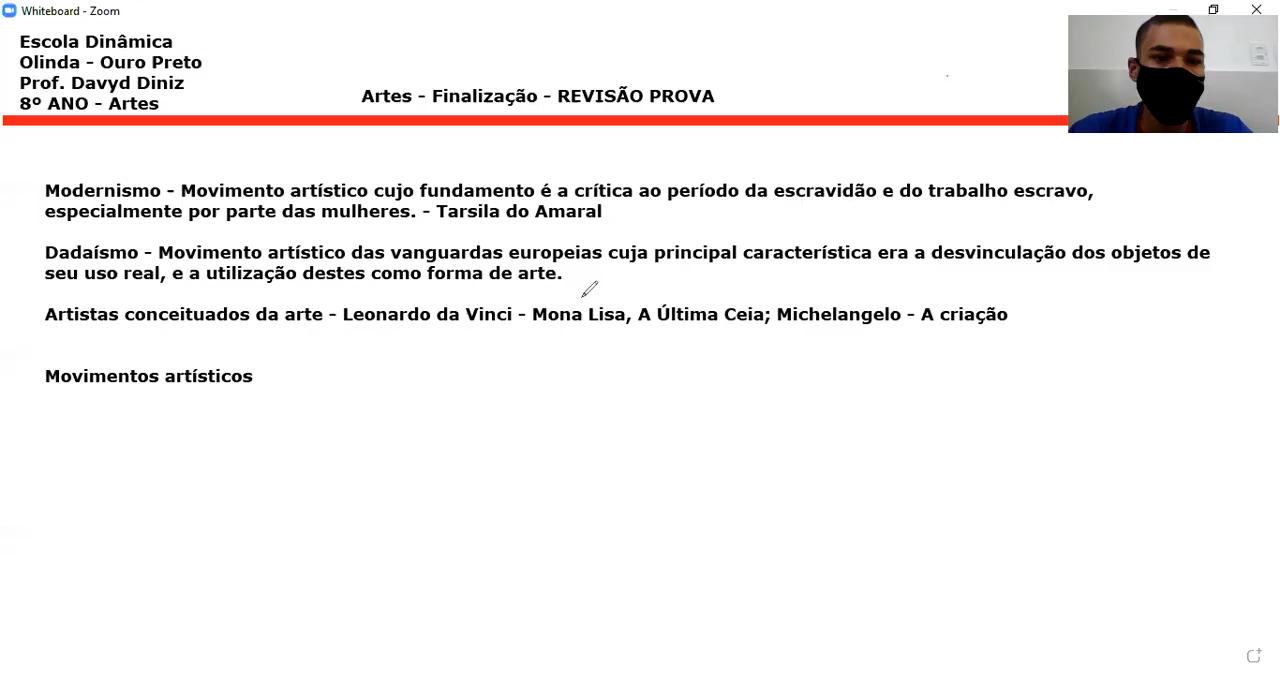 Whiteboard - Zoom
Escola Dinâmica
Olinda - Ouro Preto
Prof. Davyd Diniz
8º ANO - Artes
Artes - Finalização - REVISÃO PROVA
Modernismo - Movimento artístico cujo fundamento é a crítica ao período da escravidão e do trabalho escravo,
especialmente por parte das mulheres. - Tarsila do Amaral
Dadaísmo - Movimento artístico das vanguardas europeias cuja principal característica era a desvinculação dos objetos de
seu uso real, e a utilização destes como forma de arte.
Artistas conceituados da arte - Leonardo da Vinci - Mona Lisa, A Última Ceia; Michelangelo - A criação
Movimentos artísticos